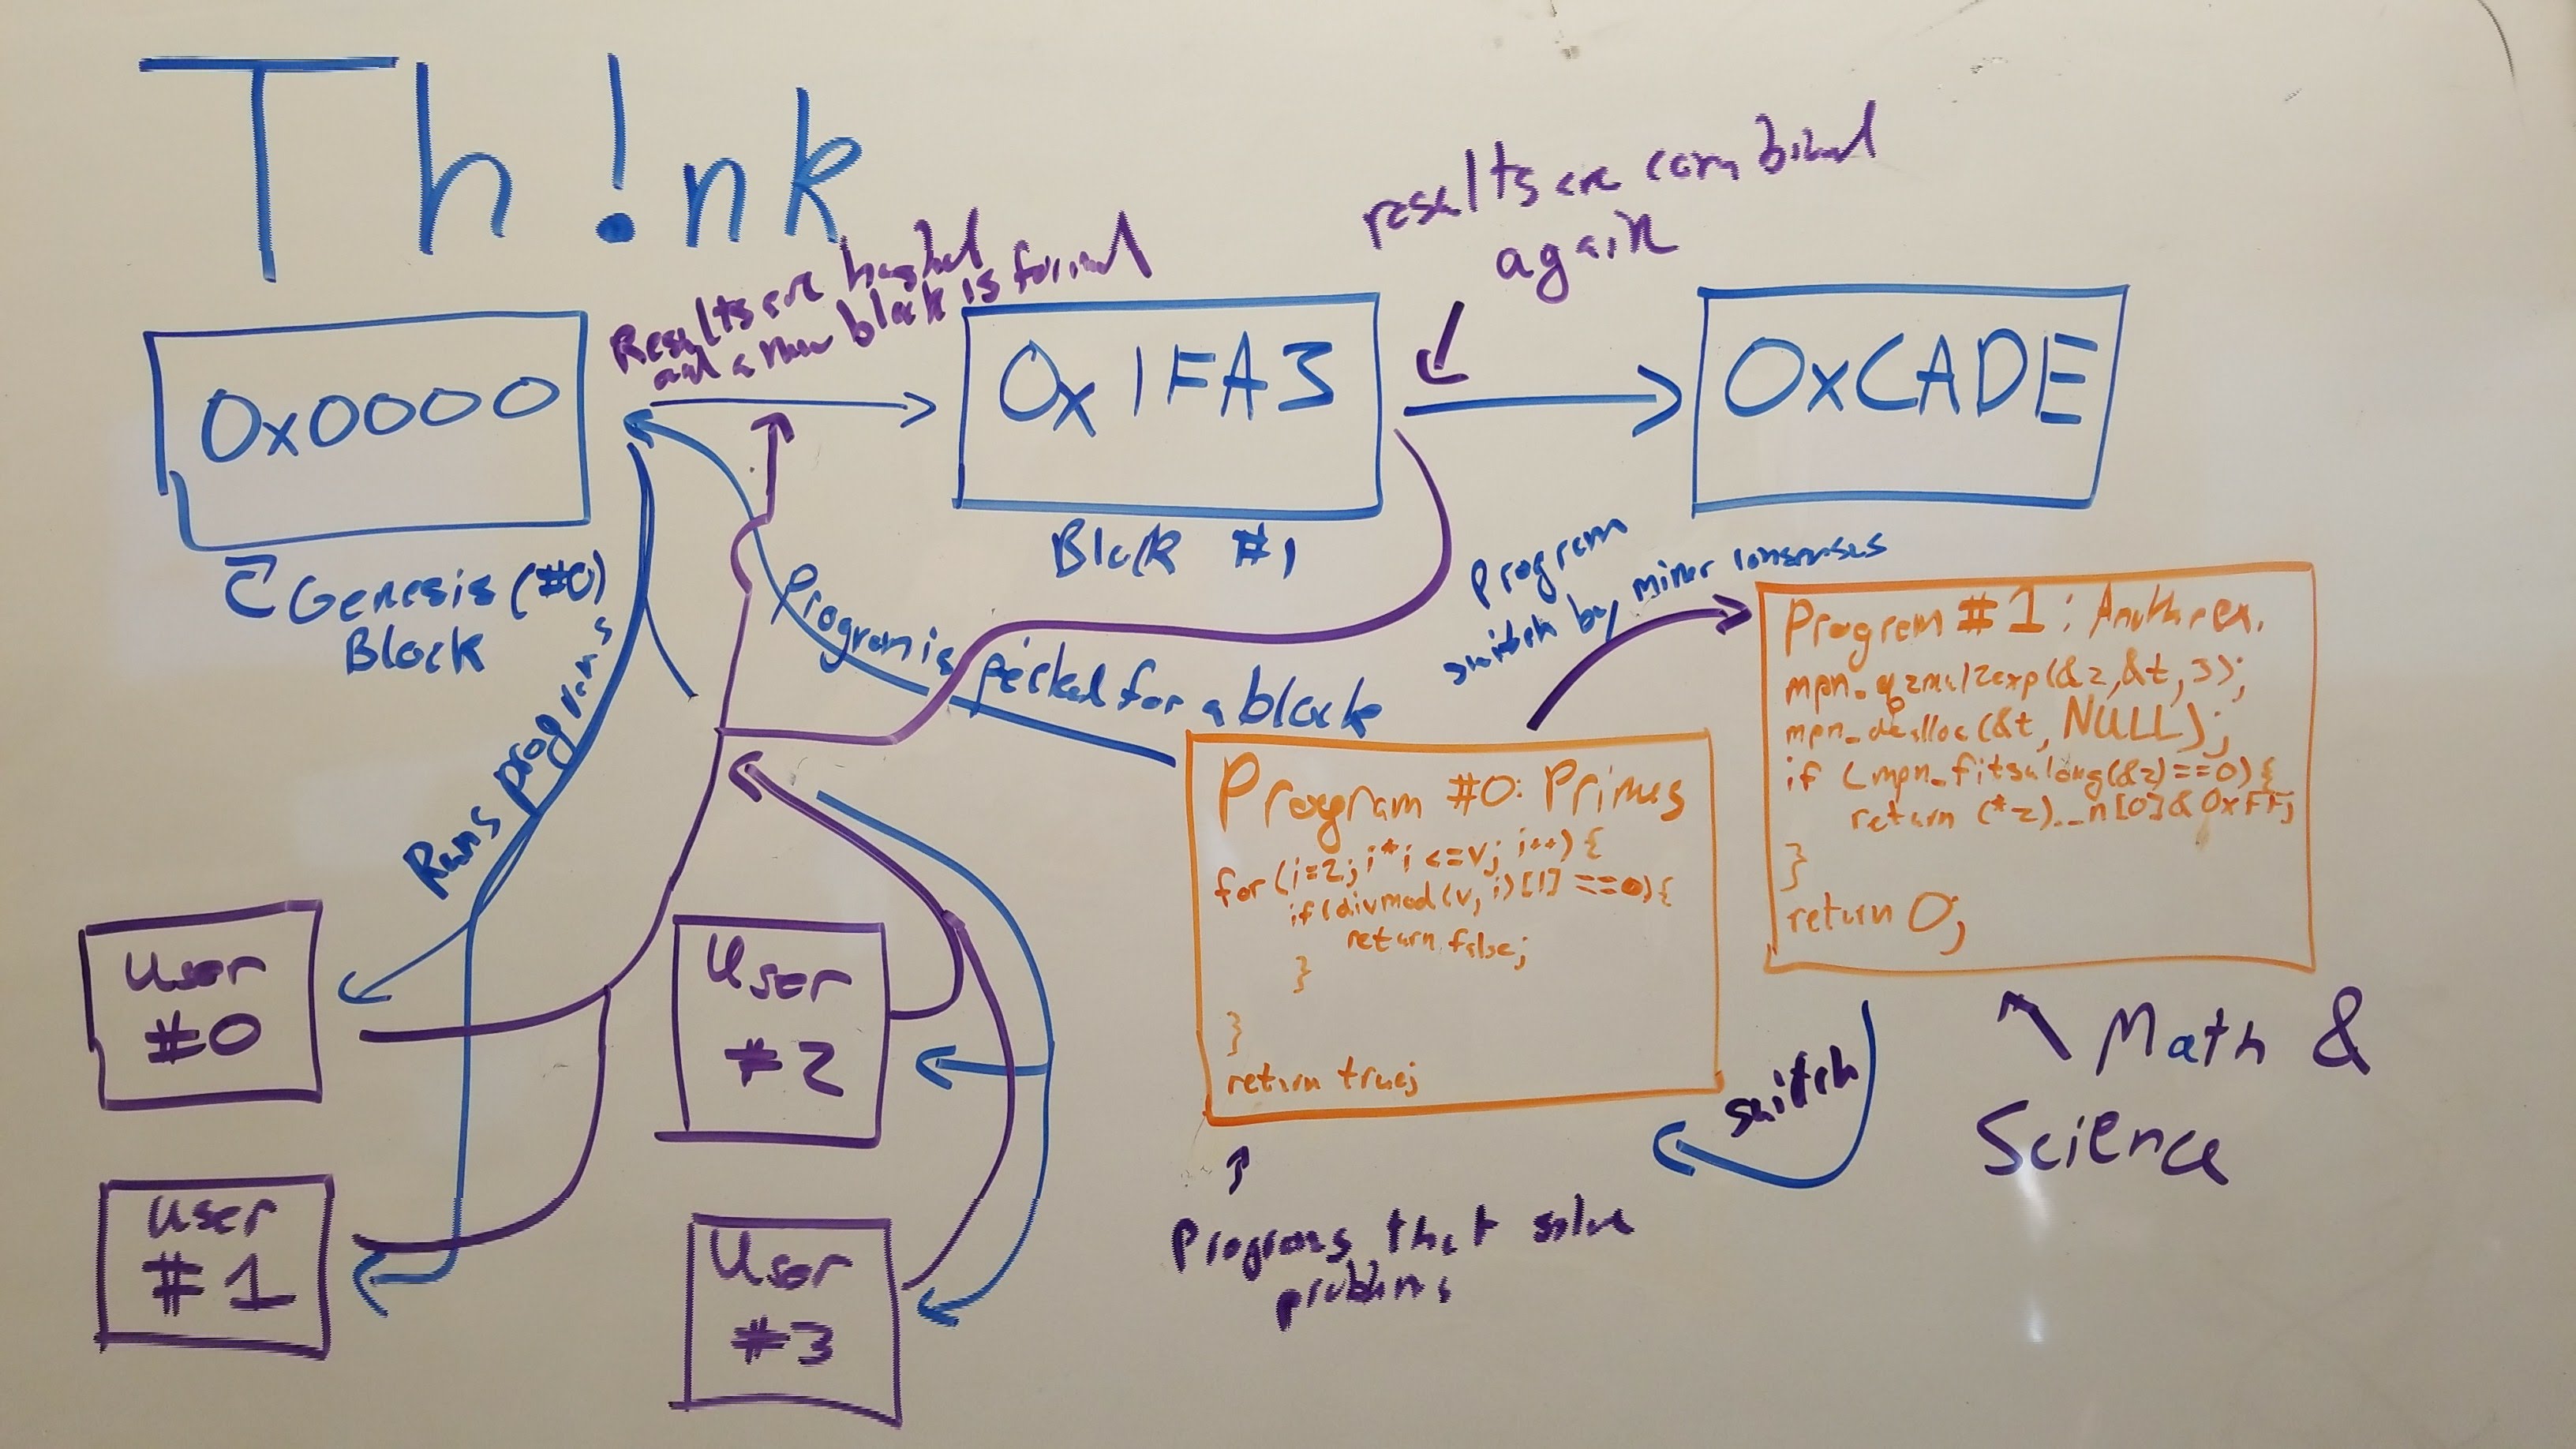 Th!nk
results are combined
again
Results are hashed
and a new block is formed
0x0000
0x1FA3
0xCADE
Genesis (#0)
Block
Block #1
Program
switch by miner consensus
Program is picked for a block
Runs programs
Program #1: Another ex.
mpn_dealloc(&t, NULL);
if (mpn_fitsulong(&z)==0){
return (*z)._n[0]&0xFF;
}
return 0;
Program #0: Primes
for (i=2; i*i <=v; i++) {
if(divmod(v, i)[1] ==0){
return false;
}
}
return true;
User
#0
User
#2
User
#1
User
#3
switch
Math &
Science
Programs that solve
problems